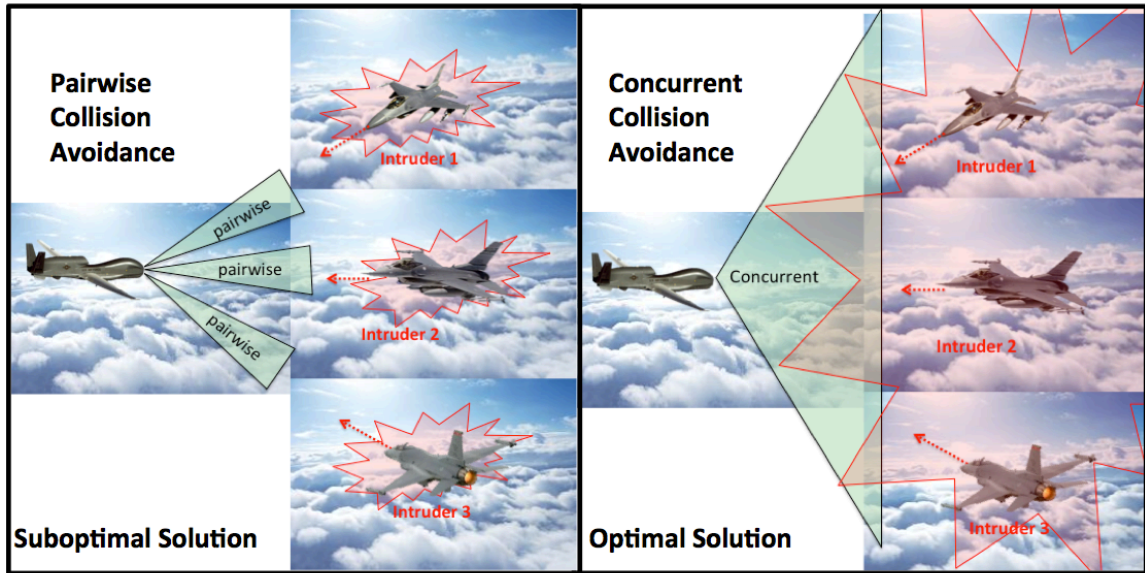 Pairwise
Collision
Avoidance
pairwise
pairwise
pairwise
Intruder 1
Intruder 2
Intruder 3
Suboptimal Solution
Concurrent
Collision
Avoidance
Concurrent
Intruder 1
Intruder 2
Intruder 3
Optimal Solution